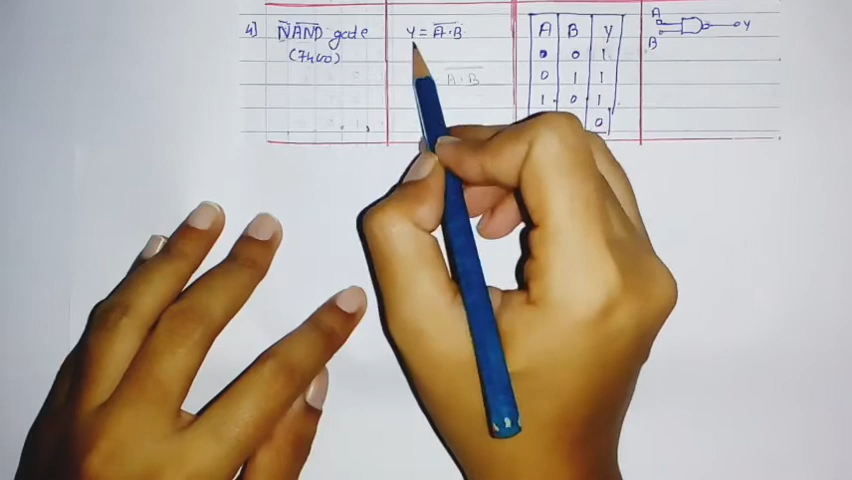 4] NAND gate Y = A̅·̅B̅ A B Y A Y
(7400) 0 0 1 B
A̅·̅B̅ 0 1 1
1 0 1
0